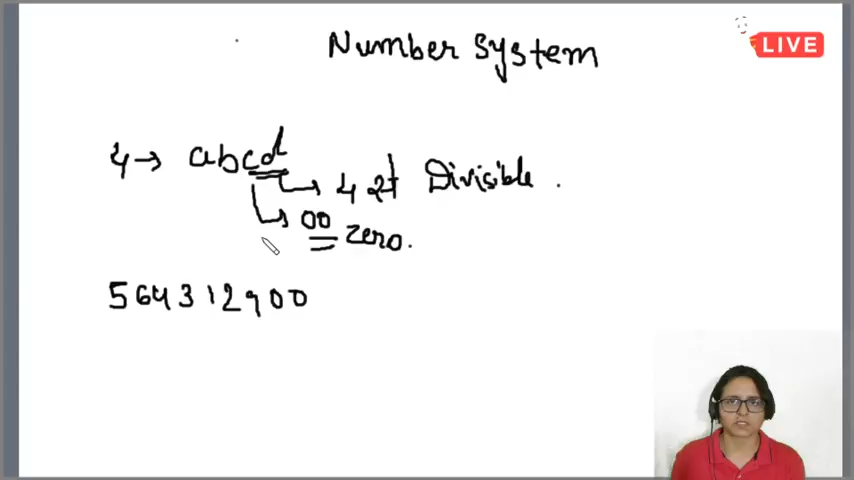 Number System
LIVE
4 → abcd
→ 4 से Divisible.
→ 00 zero.
564312900